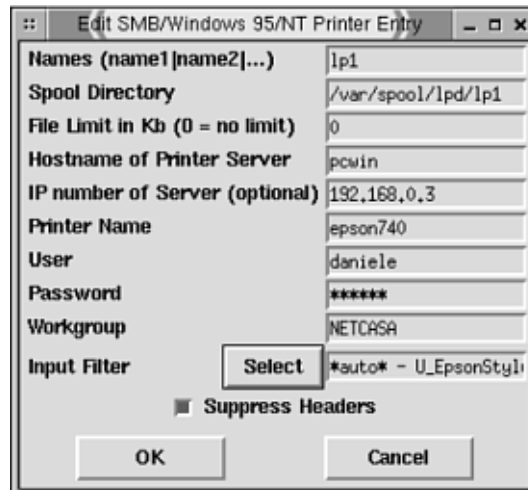 Edit SMB/Windows 95/NT Printer Entry
Names (name1|name2|...) lp1
Spool Directory /var/spool/lpd/lp1
File Limit in Kb (0 = no limit) 0
Hostname of Printer Server pcwin
IP number of Server (optional) 192.168.0.3
Printer Name epson740
User daniele
Password ******
Workgroup NETCASA
Input Filter Select *auto* - U_EpsonStyl
Suppress Headers
OK Cancel